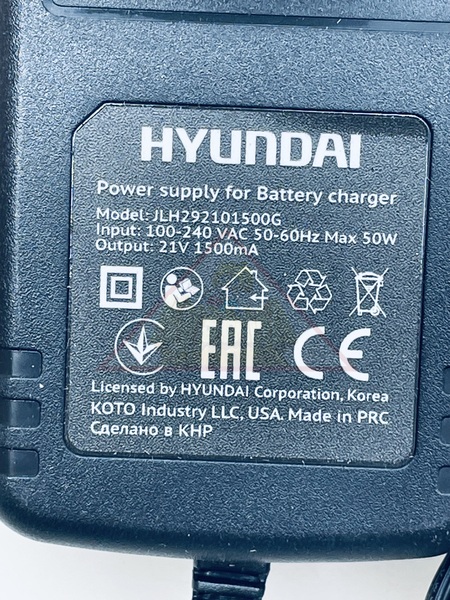 HYUNDAI
Power supply for Battery charger
Model: JLH292101500G
Input: 100-240 VAC 50-60Hz Max 50W
Output: 21V 1500mA
EAC CE
Licensed by HYUNDAI Corporation, Korea
KOTO Industry LLC, USA. Made in PRC
Сделано в КНР